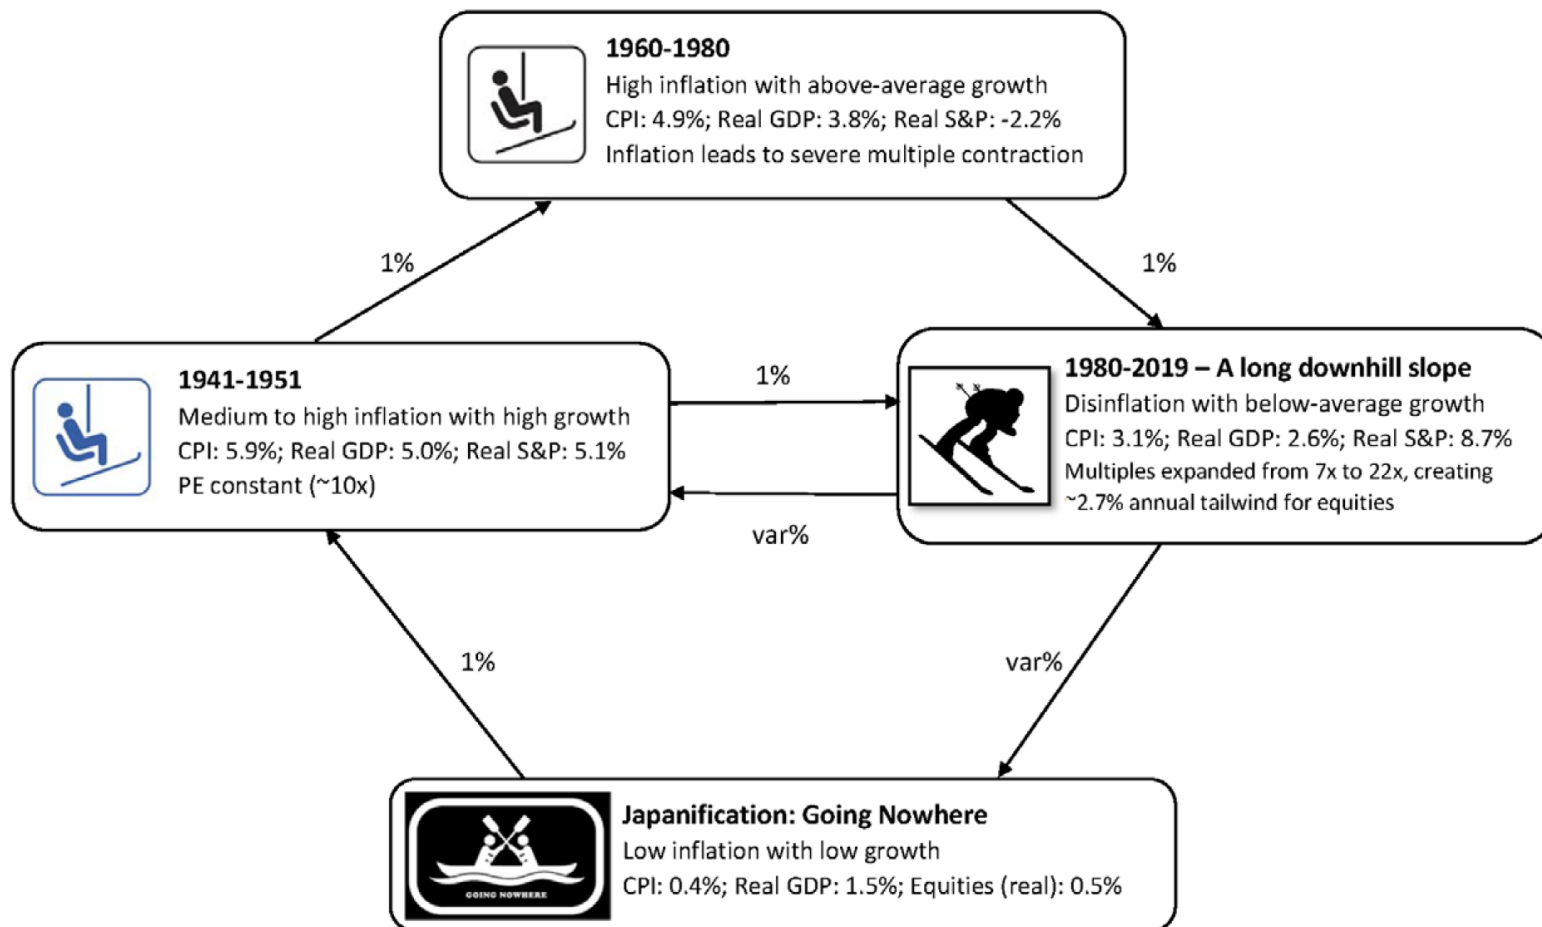 1960-1980
High inflation with above-average growth
CPI: 4.9%; Real GDP: 3.8%; Real S&P: -2.2%
Inflation leads to severe multiple contraction
1%
1%
1941-1951
Medium to high inflation with high growth
CPI: 5.9%; Real GDP: 5.0%; Real S&P: 5.1%
PE constant (~10x)
1%
var%
1980-2019 – A long downhill slope
Disinflation with below-average growth
CPI: 3.1%; Real GDP: 2.6%; Real S&P: 8.7%
Multiples expanded from 7x to 22x, creating
~2.7% annual tailwind for equities
1%
var%
GOING NOWHERE
Japanification: Going Nowhere
Low inflation with low growth
CPI: 0.4%; Real GDP: 1.5%; Equities (real): 0.5%